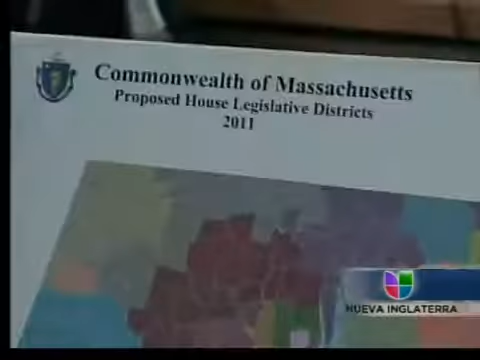 Commonwealth of Massachusetts
Proposed House Legislative Districts
2011
NUEVA INGLATERRA